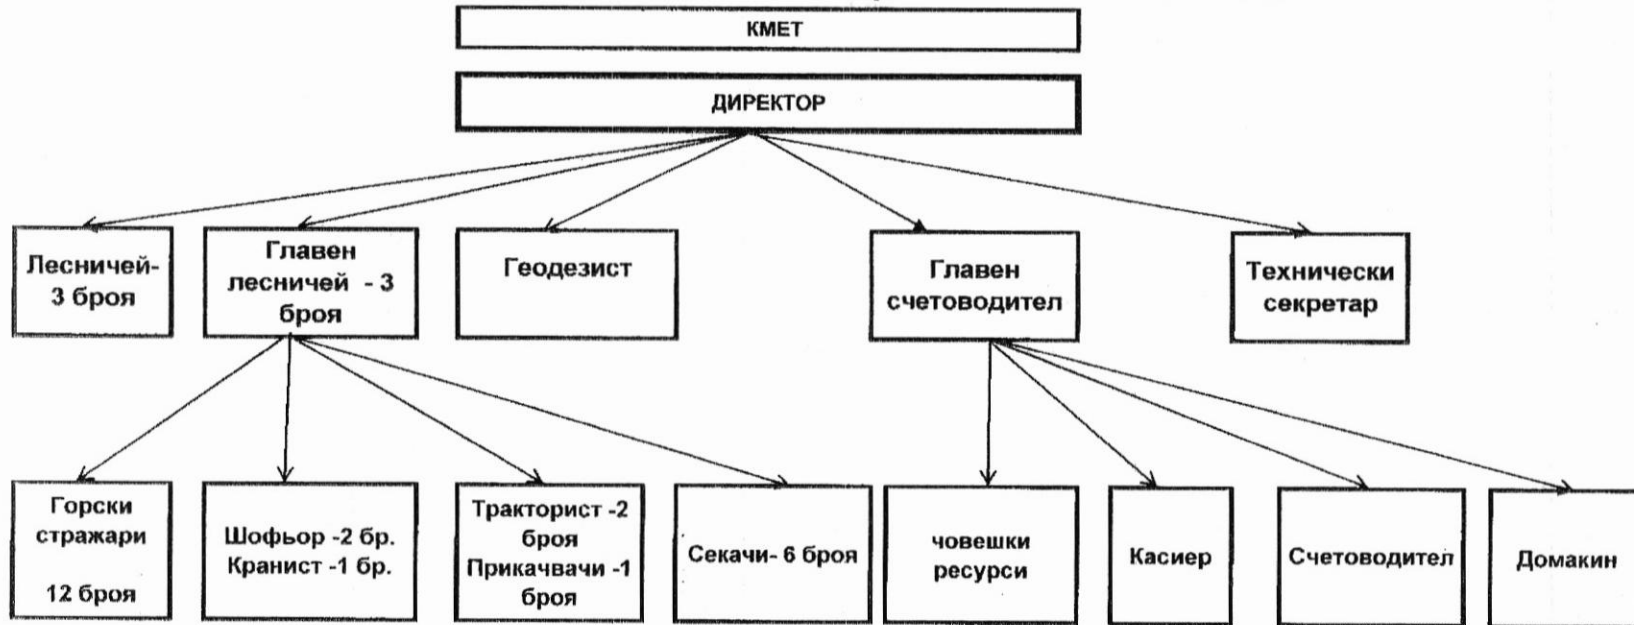 КМЕТ
ДИРЕКТОР
Лесничей-
3 броя
Главен
лесничей - 3
броя
Геодезист
Главен
счетоводител
Технически
секретар
Горски
стражари
12 броя
Шофьор -2 бр.
Кранист -1 бр.
Тракторист -2
броя
Прикачвачи -1
броя
Секачи- 6 броя
човешки
ресурси
Касиер
Счетоводител
Домакин